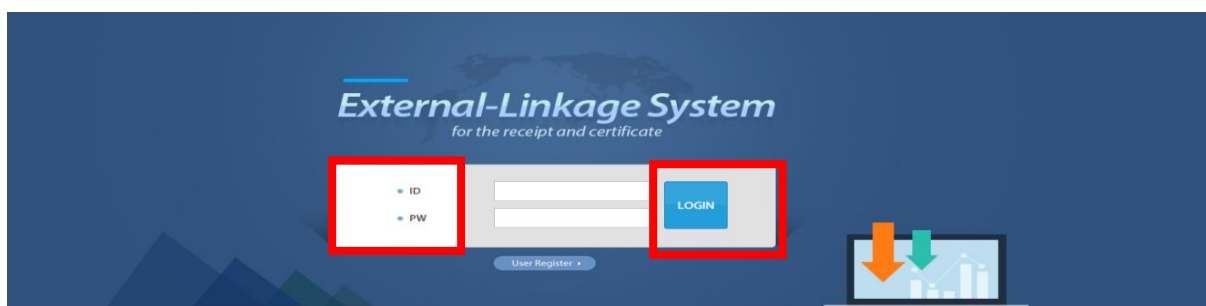 External-Linkage System
for the receipt and certificate
ID
PW
LOGIN
User Register